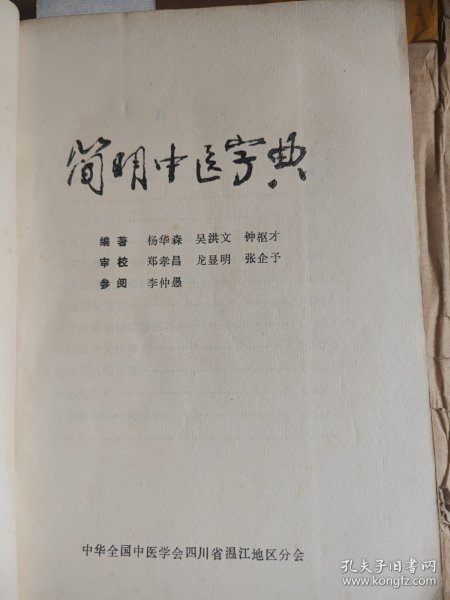 简明中医字典
编著 杨华森 吴洪文 钟枢才
审校 郑孝昌 龙显明 张企予
参阅 李仲愚
中华全国中医学会四川省温江地区分会
孔夫子旧书网
www.kongfz.com